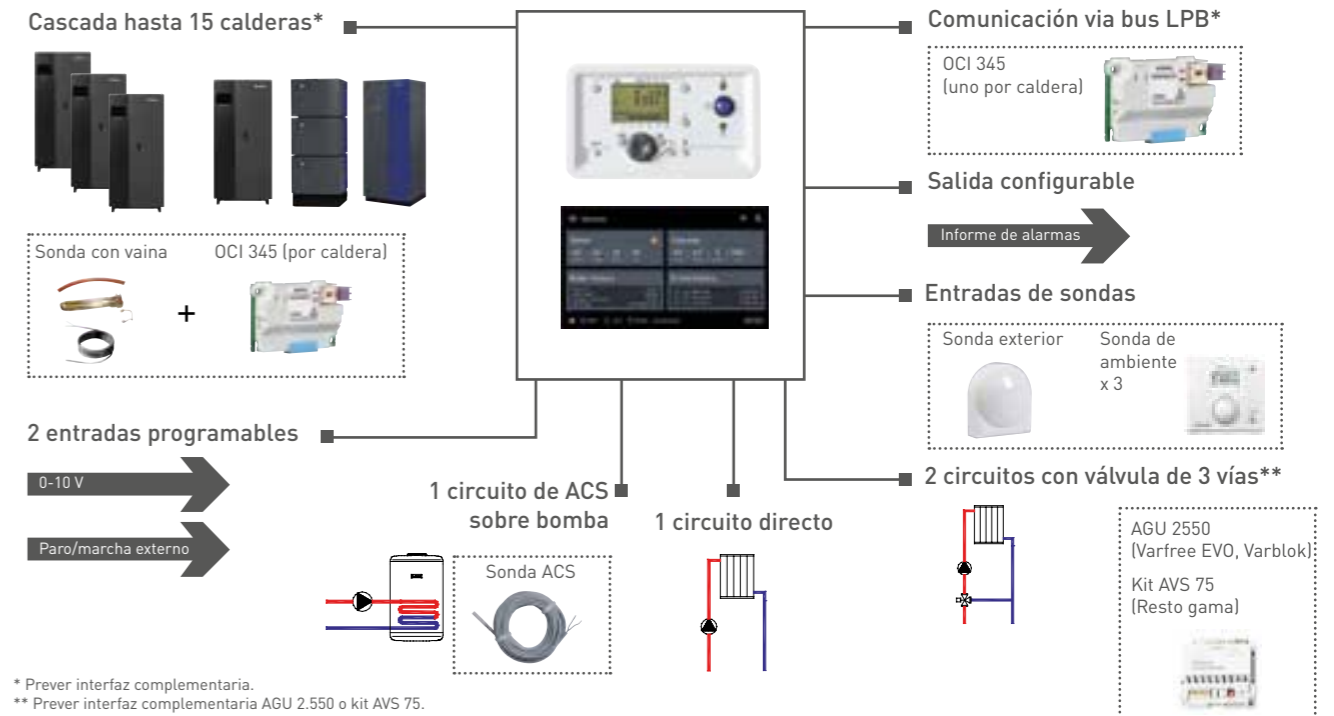 Cascada hasta 15 calderas*
Sonda con vaina
OCI 345 (por caldera)
+
2 entradas programables
0-10 V
Paro/marcha externo
1 circuito de ACS
sobre bomba
Sonda ACS
1 circuito directo
Comunicación via bus LPB*
OCI 345
(uno por caldera)
Salida configurable
Informe de alarmas
Entradas de sondas
Sonda exterior
Sonda de
ambiente
x 3
2 circuitos con válvula de 3 vías**
AGU 2550
(Varfree EVO, Varblok)
Kit AVS 75
(Resto gama)
* Prever interfaz complementaria.
** Prever interfaz complementaria AGU 2.550 o kit AVS 75.